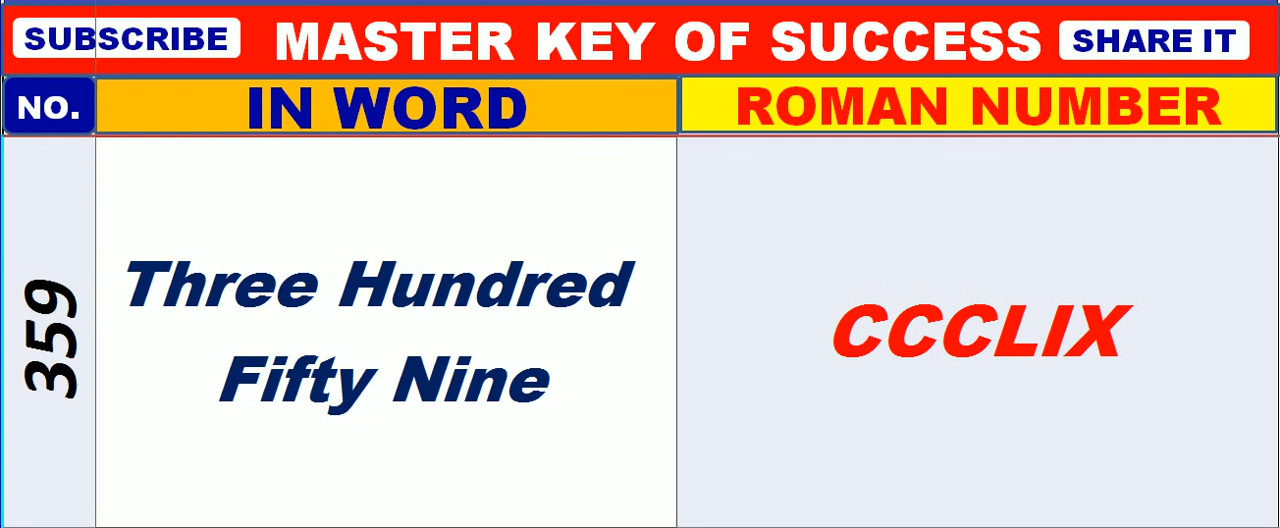 SUBSCRIBE MASTER KEY OF SUCCESS SHARE IT
NO. IN WORD ROMAN NUMBER
359
Three Hundred
Fifty Nine
CCCLIX